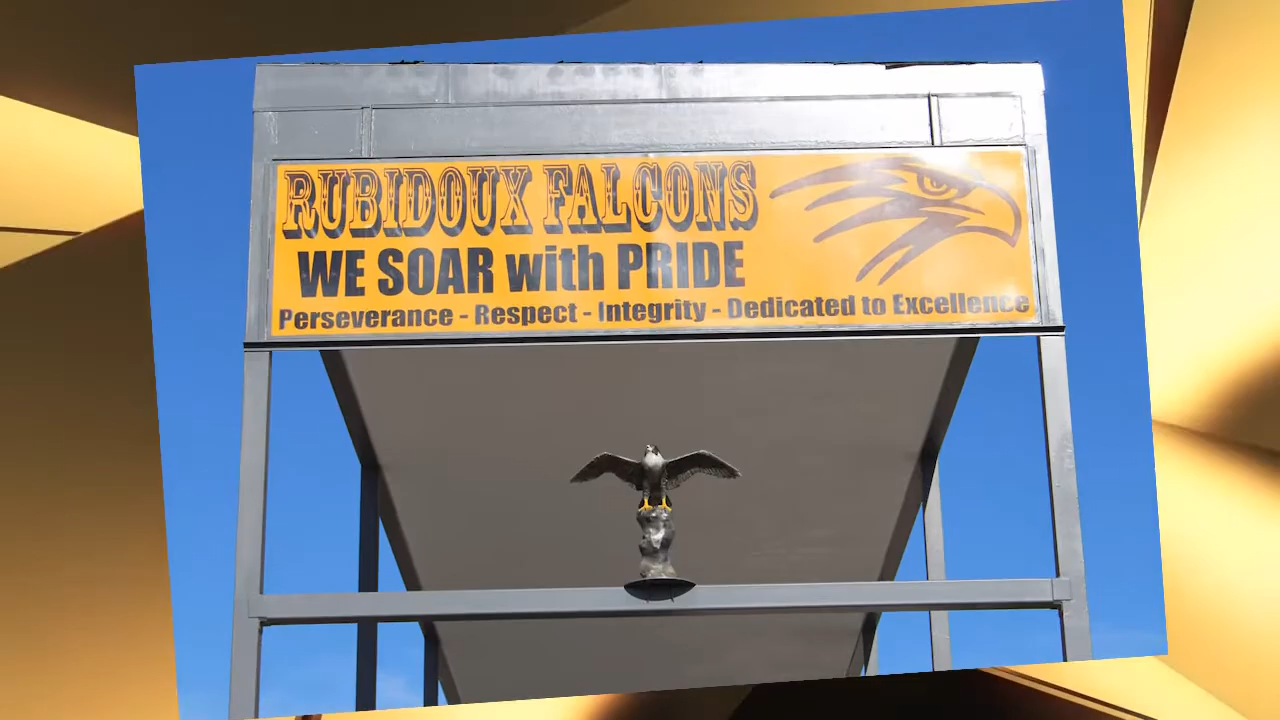 RUBIDOUX FALCONS
WE SOAR with PRIDE
Perseverance - Respect - Integrity - Dedicated to Excellence